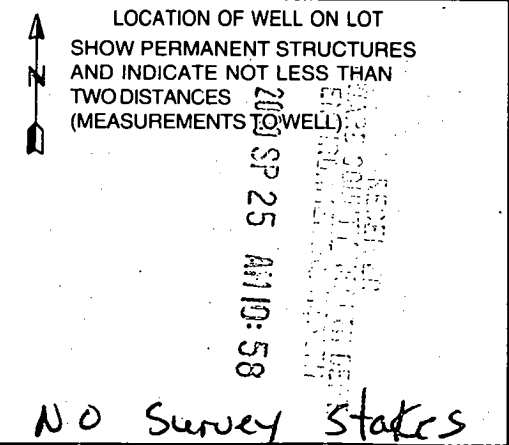 LOCATION OF WELL ON LOT
SHOW PERMANENT STRUCTURES
N AND INDICATE NOT LESS THAN
TWO DISTANCES
(MEASUREMENTS TO WELL)
SP 25 AM 10:58
NO Survey Stakes